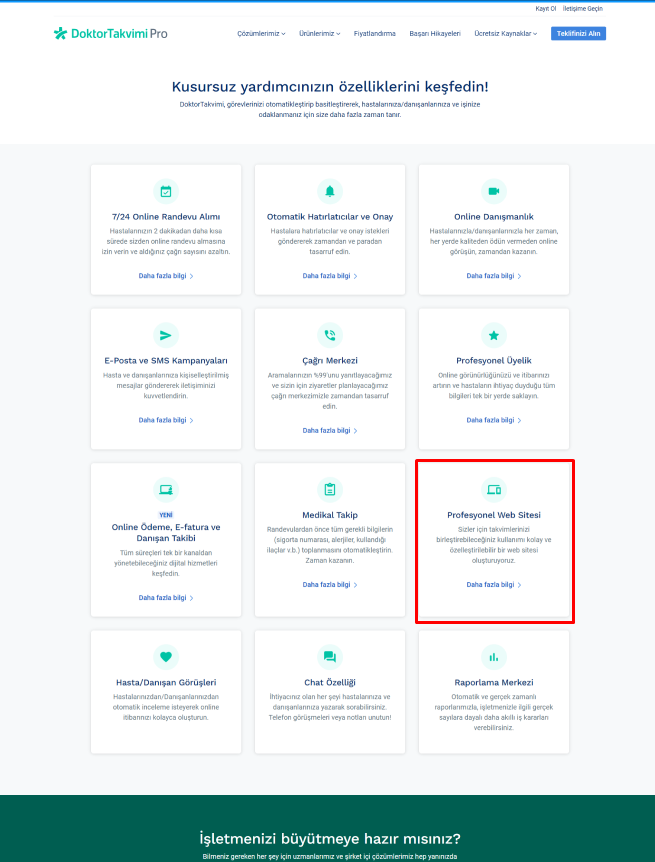 Kayıt Ol İletişime Geçin
DoktorTakvimi Pro
Çözümlerimiz Ürünlerimiz Fiyatlandırma Başarı Hikayeleri Ücretsiz Kaynaklar Teklifinizi Alın
Kusursuz yardımcınızın özelliklerini keşfedin!
DoktorTakvimi, görevlerinizi otomatikleştirip basitleştirerek, hastalarınıza/danışanlarınıza ve işinize
odaklanmanız için size daha fazla zaman tanır.
7/24 Online Randevu Alımı
Hastalarınızın 2 dakikadan daha kısa
sürede sizden online randevu almasına
izin verin ve aldığınız çağrı sayısını azaltın.
Daha fazla bilgi
Otomatik Hatırlatıcılar ve Onay
Hastalara hatırlatıcılar ve onay istekleri
göndererek zamandan ve paradan
tasarruf edin.
Daha fazla bilgi
Online Danışmanlık
Hastalarınızla/danışanlarınızla her zaman,
her yerde kaliteden ödün vermeden online
görüşün, zamandan kazanın.
Daha fazla bilgi
E-Posta ve SMS Kampanyaları
Hasta ve danışanlarınıza kişiselleştirilmiş
mesajlar göndererek iletişiminizi
kuvvetlendirin.
Daha fazla bilgi
Çağrı Merkezi
Aramalarınızın %99'unu yanıtlayacağımız
ve sizin için ziyaretler planlayacağımız
çağrı merkezimizle zamandan tasarruf
edin.
Daha fazla bilgi
Profesyonel Üyelik
Online görünürlüğünüzü ve itibarınızı
artırın ve hastaların ihtiyaç duyduğu tüm
bilgileri tek bir yerde saklayın.
Daha fazla bilgi
YENİ
Online Ödeme, E-fatura ve
Danışan Takibi
Tüm süreçleri tek bir kanaldan
yönetebileceğiniz dijital hizmetleri
keşfedin.
Daha fazla bilgi
Medikal Takip
Randevulardan önce tüm gerekli bilgilerin
(sigorta numarası, alerjiler, kullandığı
ilaçlar v.b.) toplanmasını otomatikleştirin.
Zaman kazanın.
Daha fazla bilgi
Profesyonel Web Sitesi
Sizler için takvimlerinizi
birleştirebileceğiniz kullanımı kolay ve
özelleştirilebilir bir web sitesi
oluşturuyoruz.
Daha fazla bilgi
Hasta/Danışan Görüşleri
Hastalarınızdan/Danışanlarınızdan
otomatik inceleme isteyerek online
itibarınızı kolayca oluşturun.
Chat Özelliği
İhtiyacınız olan her şeyi hastalarınıza ve
danışanlarınıza yazarak sorabilirsiniz.
Telefon görüşmeleri veya notları unutun!
Raporlama Merkezi
Otomatik ve gerçek zamanlı
raporlarımızla, işletmenizle ilgili gerçek
sayılara dayalı daha akıllı iş kararları
verebilirsiniz.
İşletmenizi büyütmeye hazır mısınız?
Bilmeniz gereken her şey için uzmanlarımız ve şirket içi çözümlerimiz hep yanınızda